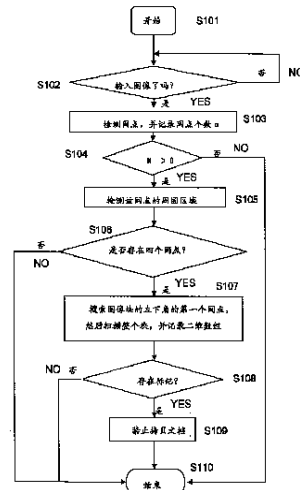 开始 S101
S102 输入图像了吗? 否 NO
是 YES
检测网点, 并记录网点个数 n S103
S104 N > 0 否 NO
是 YES
检测该网点的周围区域 S105
S106
否 是否存在四个网点?
NO YES
是 S107
搜索图像块的左下角的第一个网点,
然后扫描整个块, 并记录二维数组
NO 否 存在标记? S108
YES
是
禁止拷贝文档 S109
S110
结束